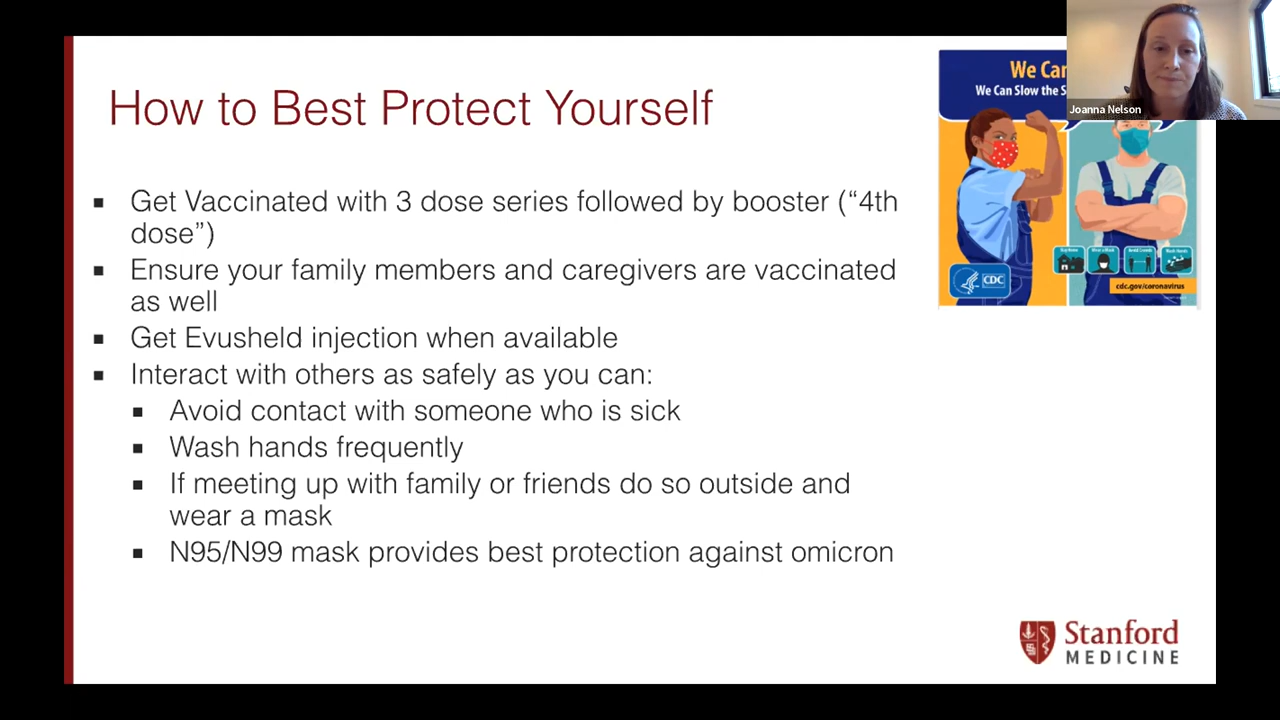 How to Best Protect Yourself
▪ Get Vaccinated with 3 dose series followed by booster (“4th
dose”)
▪ Ensure your family members and caregivers are vaccinated
as well
▪ Get Evusheld injection when available
▪ Interact with others as safely as you can:
▪ Avoid contact with someone who is sick
▪ Wash hands frequently
▪ If meeting up with family or friends do so outside and
wear a mask
▪ N95/N99 mask provides best protection against omicron
We Can
We Can Slow the S
Joanna Nelson
CDC
cdc.gov/coronavirus
Stanford
MEDICINE